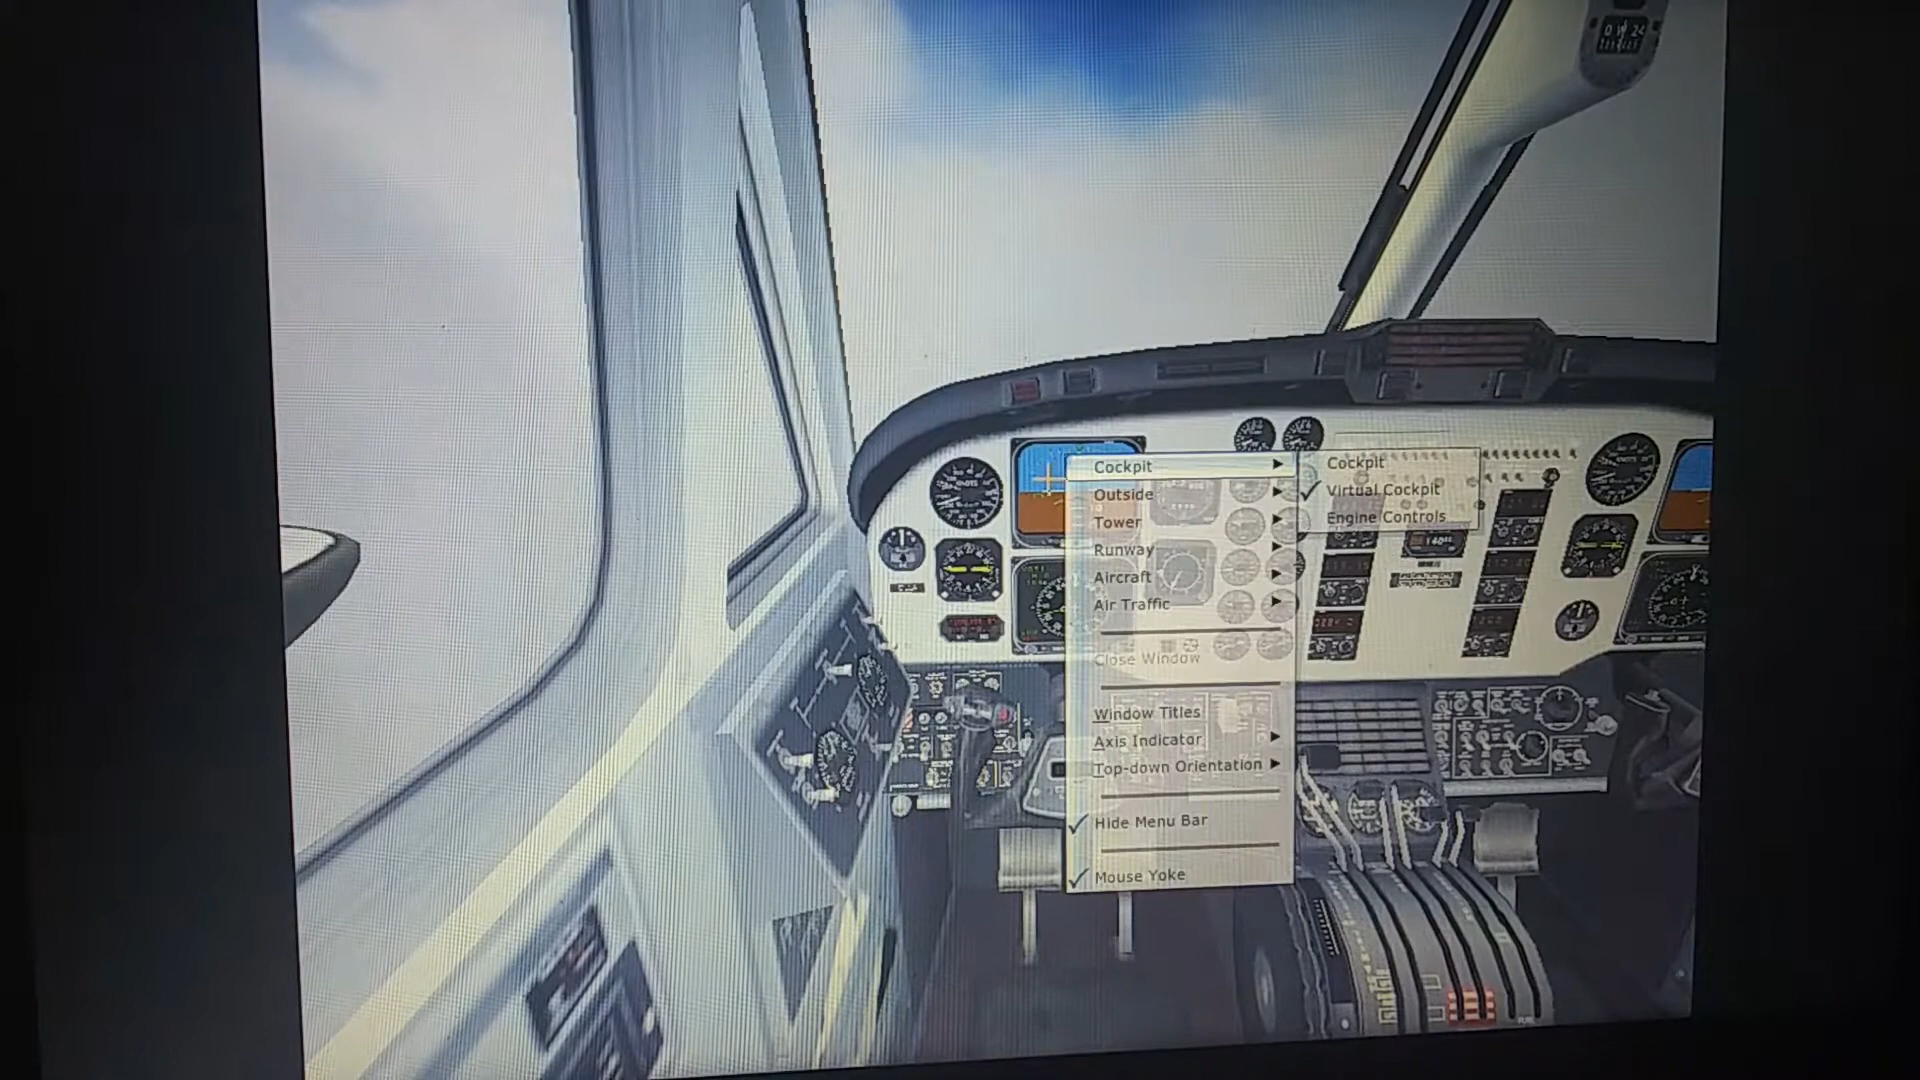 Cockpit
Outside
Tower
Runway
Aircraft
Air Traffic
Close Window
Window Titles
Axis Indicator
Top-down Orientation
Hide Menu Bar
Mouse Yoke
Cockpit
Virtual Cockpit
Engine Controls